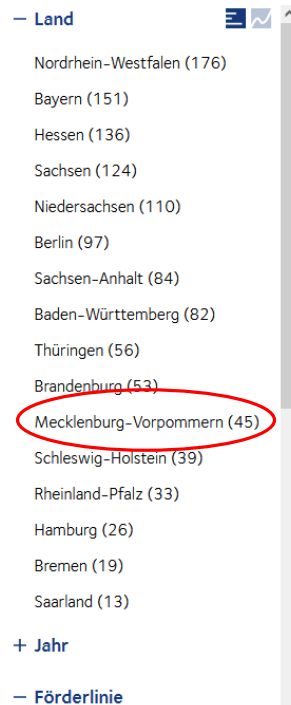 − Land
Nordrhein-Westfalen (176)
Bayern (151)
Hessen (136)
Sachsen (124)
Niedersachsen (110)
Berlin (97)
Sachsen-Anhalt (84)
Baden-Württemberg (82)
Thüringen (56)
Brandenburg (53)
Mecklenburg-Vorpommern (45)
Schleswig-Holstein (39)
Rheinland-Pfalz (33)
Hamburg (26)
Bremen (19)
Saarland (13)
+ Jahr
− Förderlinie